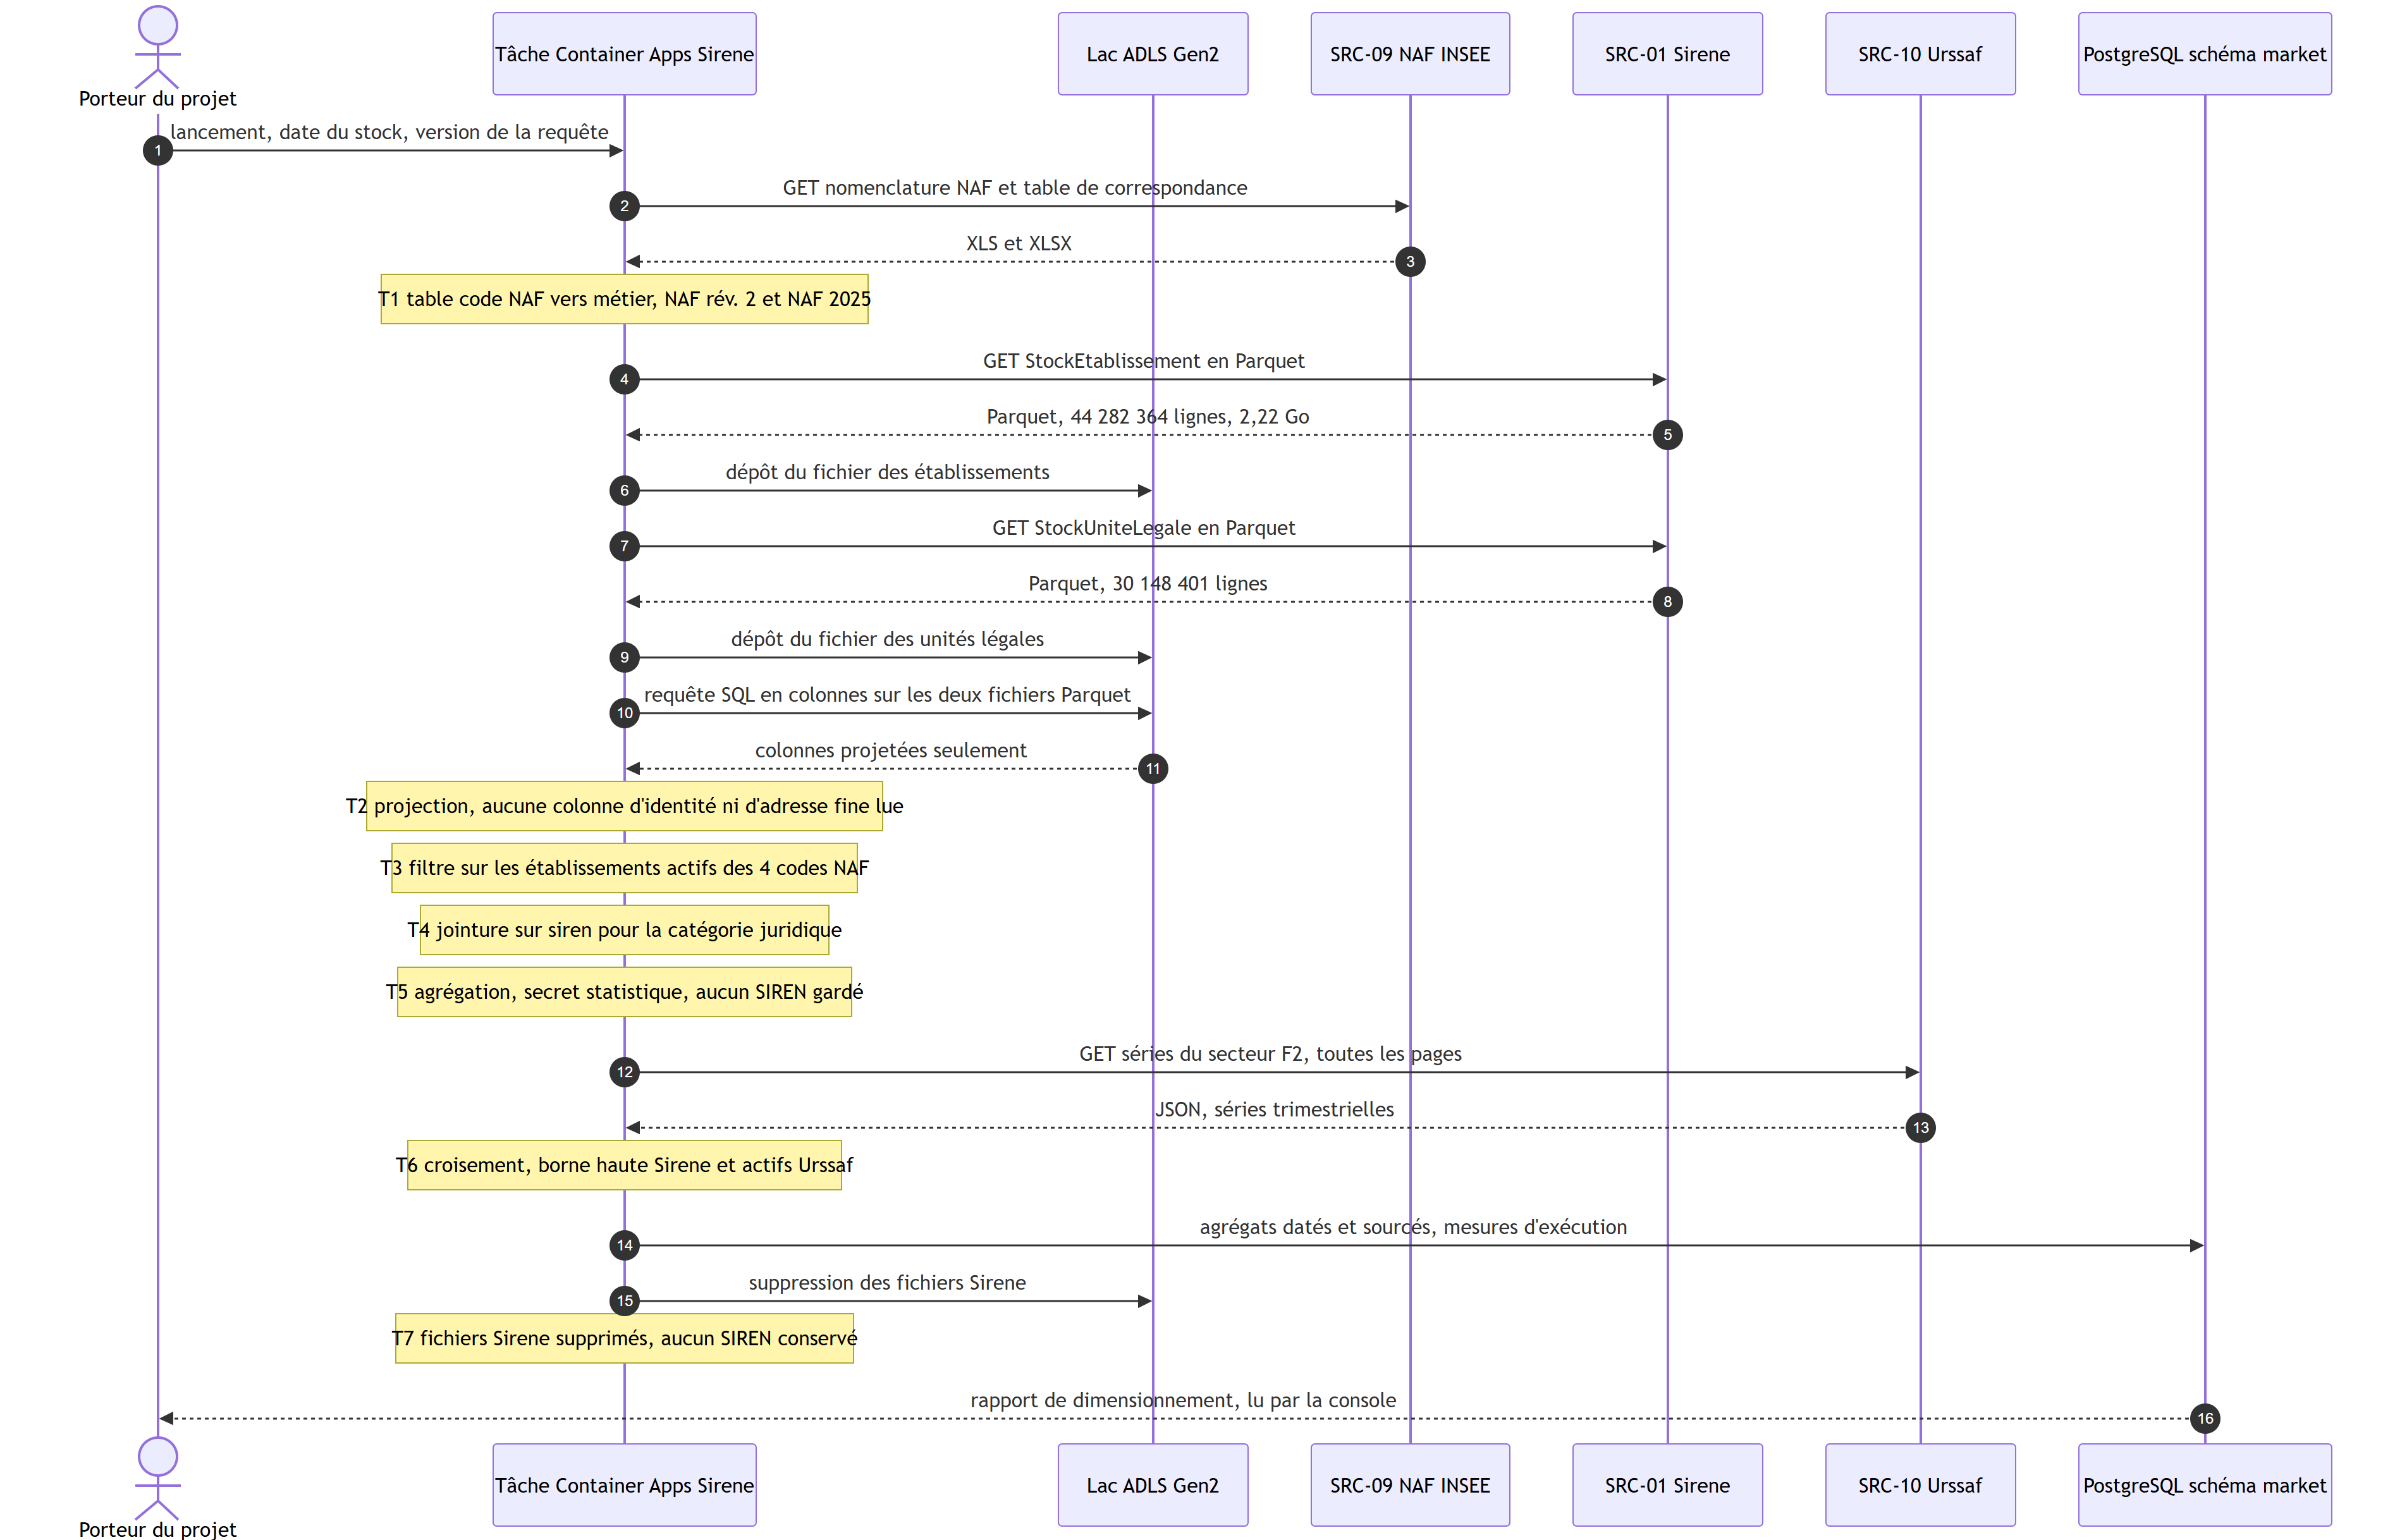 Porteur du projet
Tâche Container Apps Sirene
Lac ADLS Gen2
SRC-09 NAF INSEE
SRC-01 Sirene
SRC-10 Urssaf
PostgreSQL schéma market
lancement, date du stock, version de la requête
1
GET nomenclature NAF et table de correspondance
2
XLS et XLSX
3
T1 table code NAF vers métier, NAF rév. 2 et NAF 2025
GET StockEtablissement en Parquet
4
Parquet, 44 282 364 lignes, 2,22 Go
5
dépôt du fichier des établissements
6
GET StockUniteLegale en Parquet
7
Parquet, 30 148 401 lignes
8
dépôt du fichier des unités légales
9
requête SQL en colonnes sur les deux fichiers Parquet
10
colonnes projetées seulement
11
T2 projection, aucune colonne d'identité ni d'adresse fine lue
T3 filtre sur les établissements actifs des 4 codes NAF
T4 jointure sur siren pour la catégorie juridique
T5 agrégation, secret statistique, aucun SIREN gardé
GET séries du secteur F2, toutes les pages
12
JSON, séries trimestrielles
13
T6 croisement, borne haute Sirene et actifs Urssaf
agrégats datés et sourcés, mesures d'exécution
14
suppression des fichiers Sirene
15
T7 fichiers Sirene supprimés, aucun SIREN conservé
rapport de dimensionnement, lu par la console
16
Porteur du projet
Tâche Container Apps Sirene
Lac ADLS Gen2
SRC-09 NAF INSEE
SRC-01 Sirene
SRC-10 Urssaf
PostgreSQL schéma market